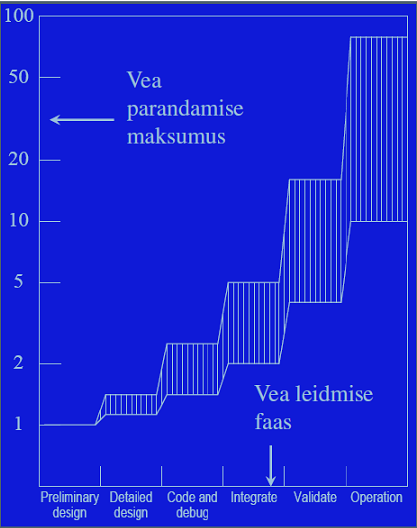 100
50
Vea
parandamise
maksumus
20
10
5
2
Vea leidmise
faas
1
Preliminary
design
Detailed
design
Code and
debug
Integrate
Validate
Operation